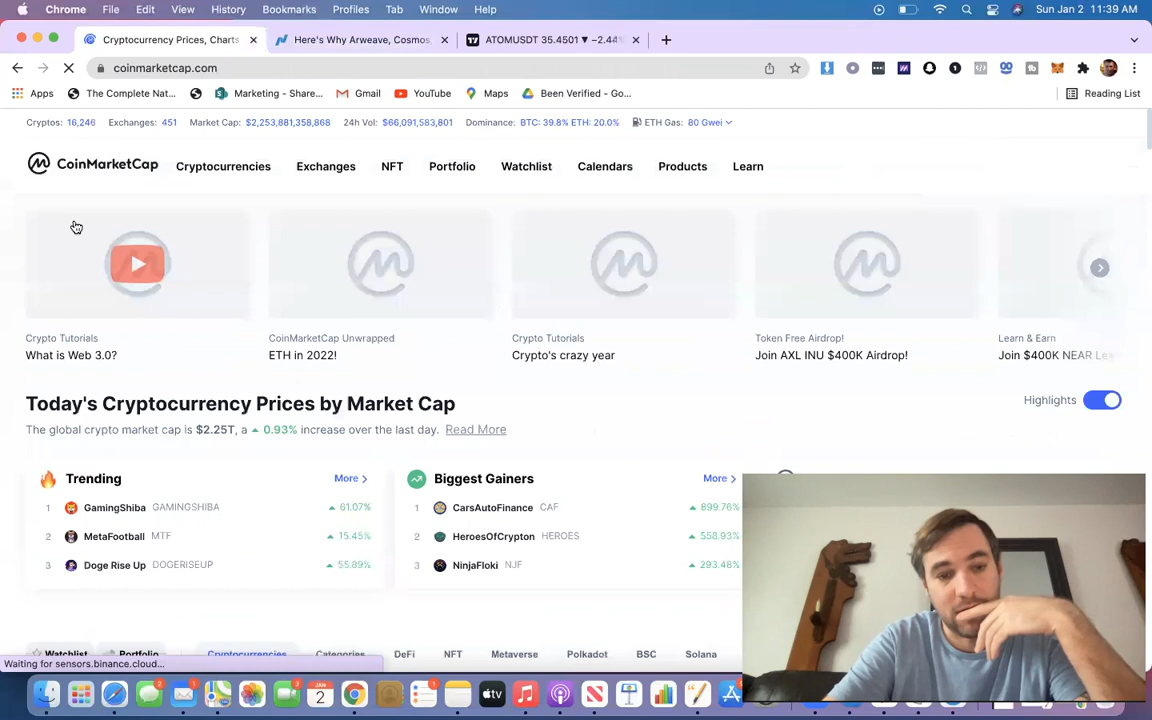 Chrome File Edit View History Bookmarks Profiles Tab Window Help Sun Jan 2 11:39 AM
Cryptocurrency Prices, Charts Here's Why Arweave, Cosmos, ATOMUSDT 35.4501 ▼ −2.44%
coinmarketcap.com
Apps The Complete Nat... Marketing - Share... Gmail YouTube Maps Been Verified - Go... Reading List
Cryptos: 16,246 Exchanges: 451 Market Cap: $2,253,881,358,868 24h Vol: $66,091,583,801 Dominance: BTC: 39.8% ETH: 20.0% ETH Gas: 80 Gwei
CoinMarketCap Cryptocurrencies Exchanges NFT Portfolio Watchlist Calendars Products Learn
Crypto Tutorials CoinMarketCap Unwrapped Crypto Tutorials Token Free Airdrop! Learn & Earn
What is Web 3.0? ETH in 2022! Crypto's crazy year Join AXL INU $400K Airdrop! Join $400K NEAR
Today's Cryptocurrency Prices by Market Cap Highlights
The global crypto market cap is $2.25T, a ▲ 0.93% increase over the last day. Read More
Trending More > Biggest Gainers More >
1 GamingShiba GAMINGSHIBA ▲ 61.07% 1 CarsAutoFinance CAF ▲ 899.76%
2 MetaFootball MTF ▲ 15.45% 2 HeroesOfCrypton HEROES ▲ 558.93%
3 Doge Rise Up DOGERISEUP ▲ 55.89% 3 NinjaFloki NJF ▲ 293.48%
Watchlist Portfolio Cryptocurrencies Categories DeFi NFT Metaverse Polkadot BSC Solana
Waiting for sensors.binance.cloud...
JAN
2
tv